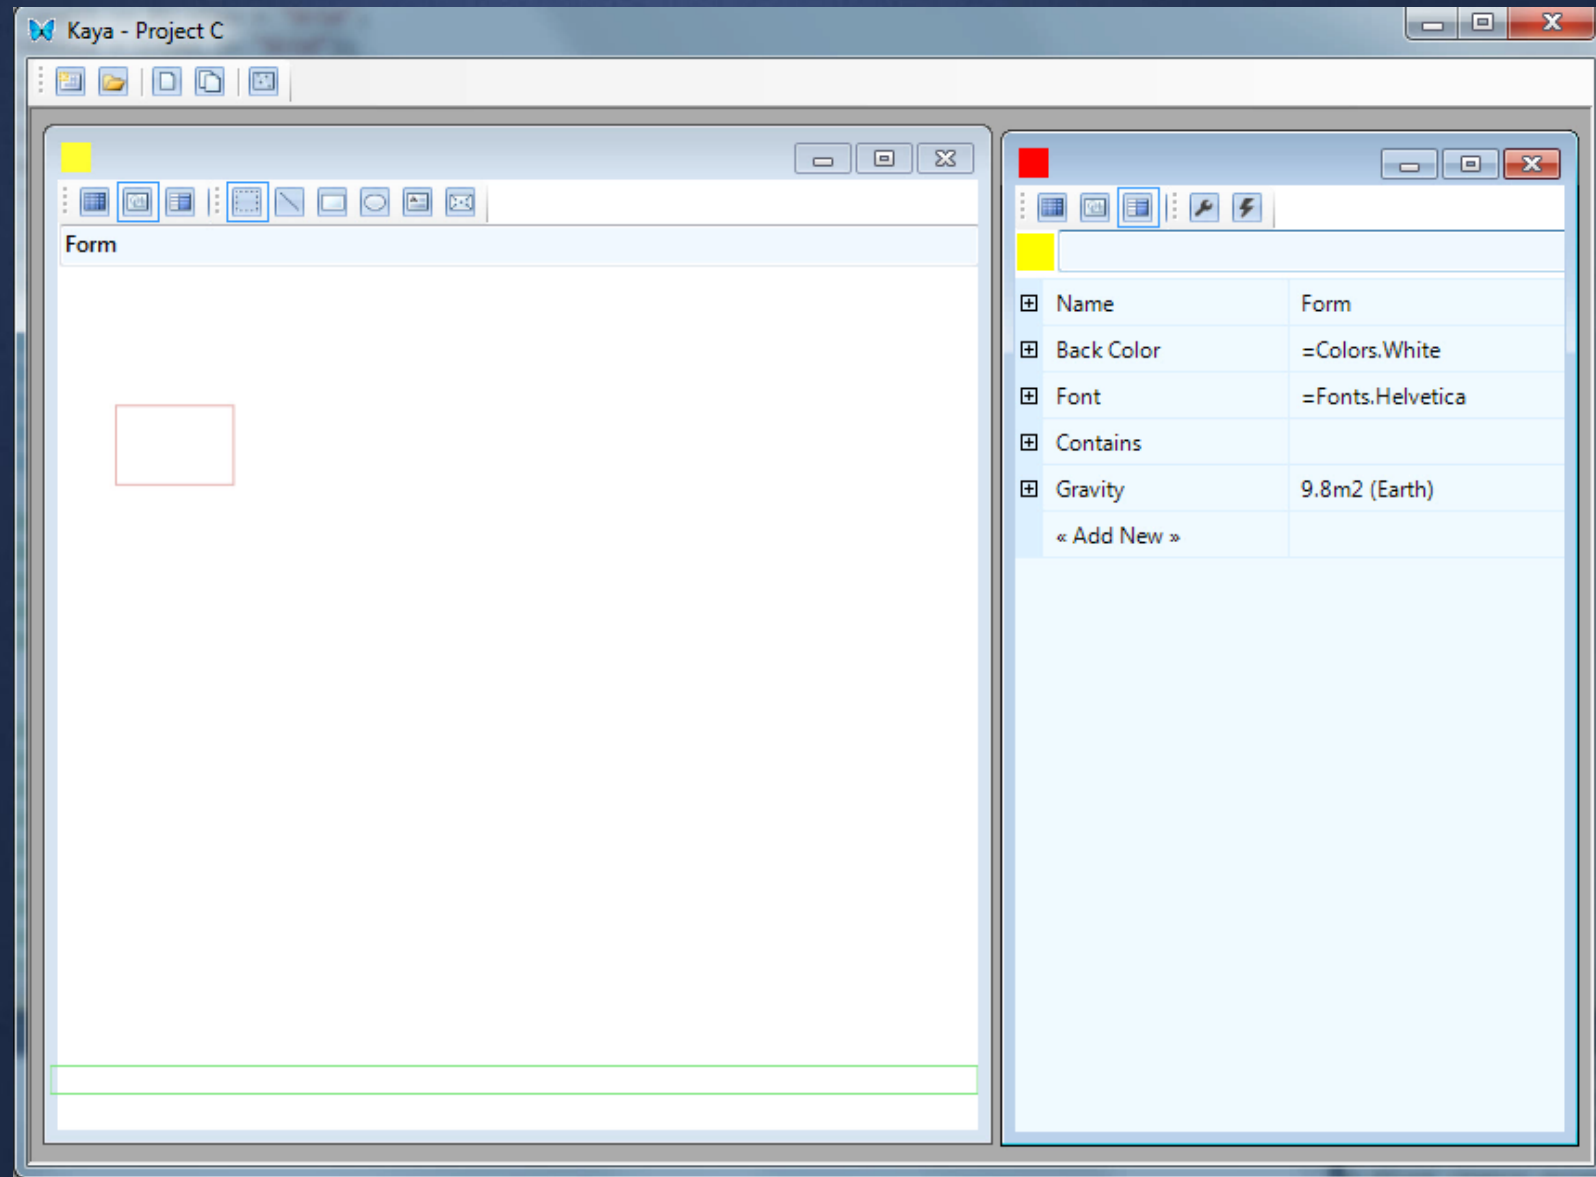 Kaya - Project C
Form
Name Form
Back Color =Colors.White
Font =Fonts.Helvetica
Contains
Gravity 9.8m2 (Earth)
« Add New »